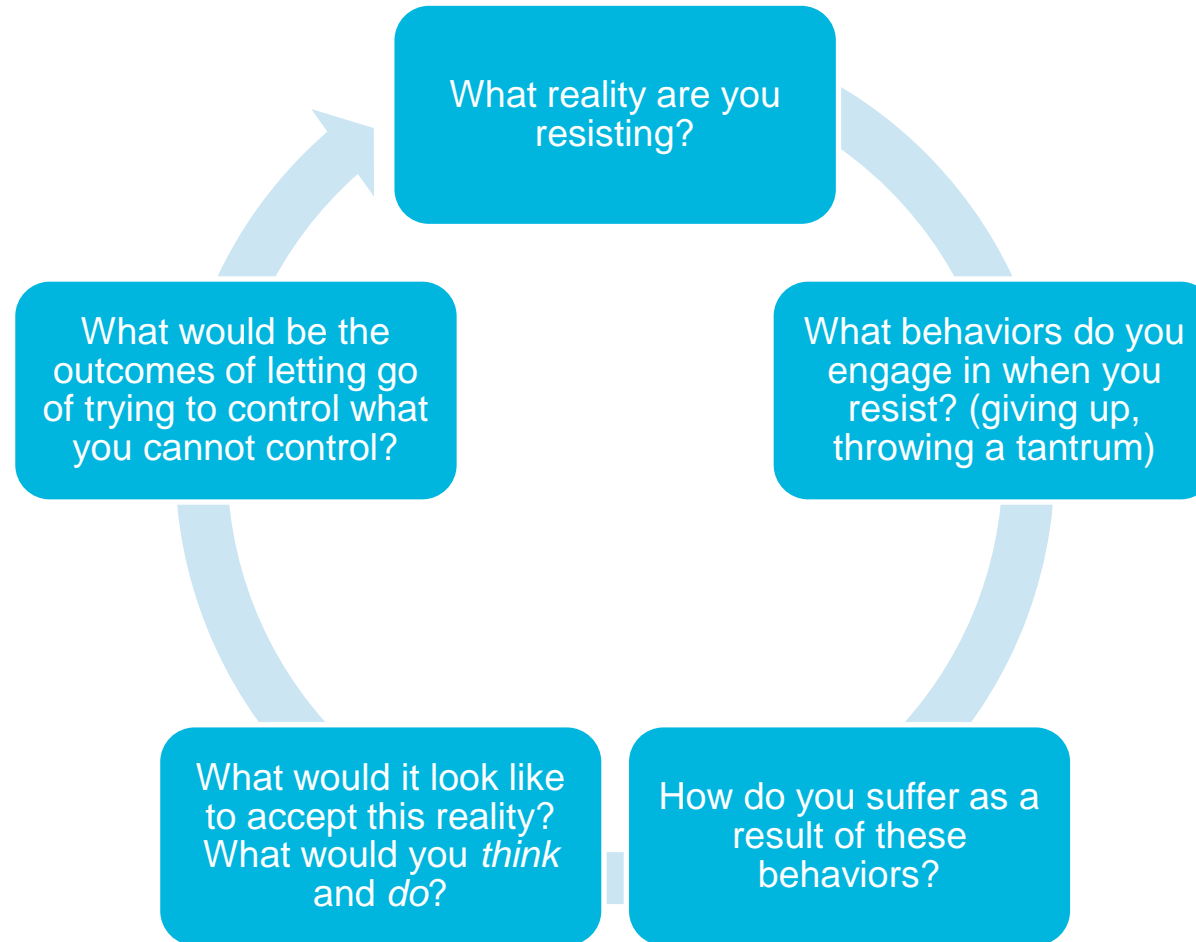 What reality are you
resisting?
What behaviors do you
engage in when you
resist? (giving up,
throwing a tantrum)
How do you suffer as a
result of these
behaviors?
What would it look like
to accept this reality?
What would you think
and do?
What would be the
outcomes of letting go
of trying to control what
you cannot control?